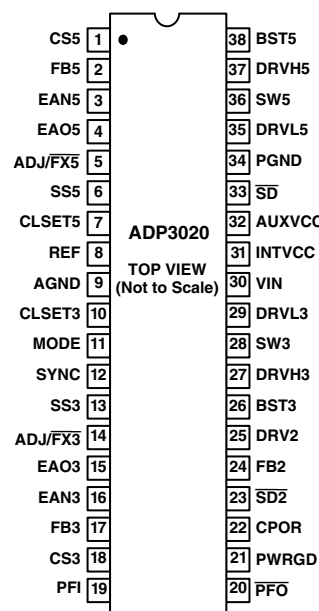 CS5 1
FB5 2
EAN5 3
EAO5 4
ADJ/FX5 5
SS5 6
CLSET5 7
REF 8
AGND 9
CLSET3 10
MODE 11
SYNC 12
SS3 13
ADJ/FX3 14
EAO3 15
EAN3 16
FB3 17
CS3 18
PFI 19
ADP3020
TOP VIEW
(Not to Scale)
38 BST5
37 DRVH5
36 SW5
35 DRVL5
34 PGND
33 SD
32 AUXVCC
31 INTVCC
30 VIN
29 DRVL3
28 SW3
27 DRVH3
26 BST3
25 DRV2
24 FB2
23 SD2
22 CPOR
21 PWRGD
20 PFO